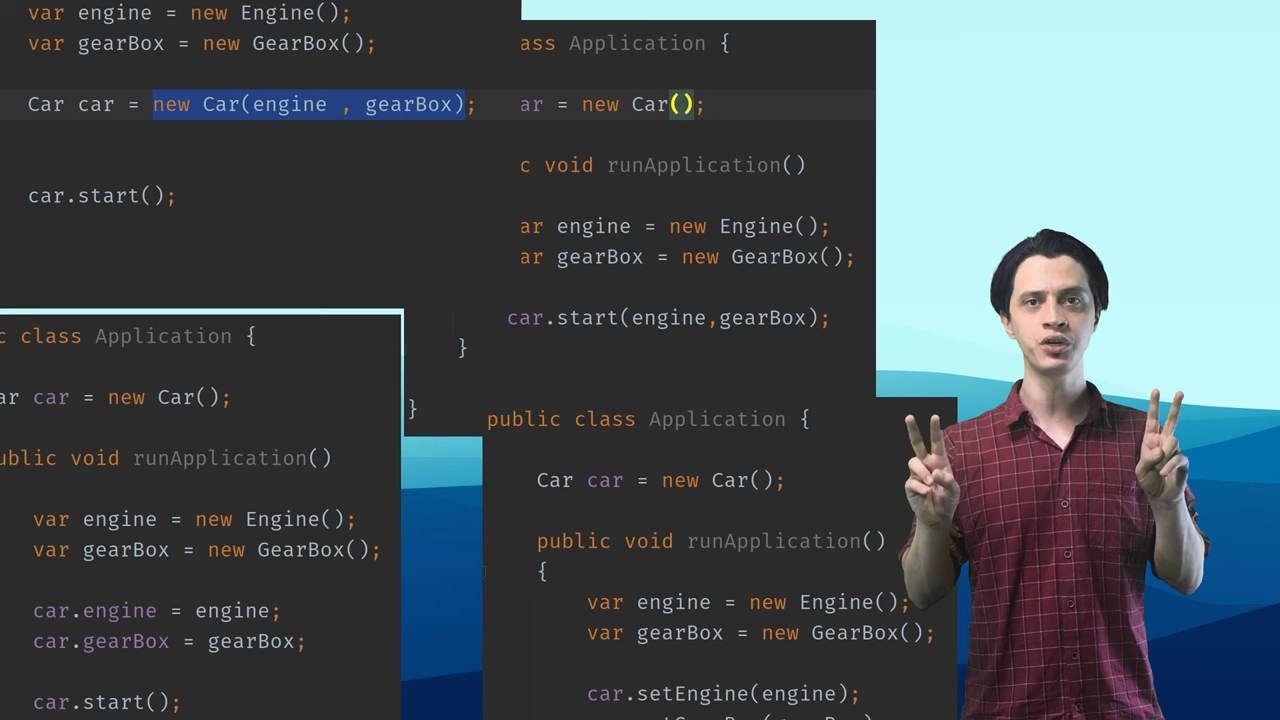 var engine = new Engine();
var gearBox = new GearBox();
Car car = new Car(engine , gearBox);
car.start();
ass Application {
ar = new Car();
c void runApplication()
ar engine = new Engine();
ar gearBox = new GearBox();
car.start(engine,gearBox);
}
}
c class Application {
ar car = new Car();
ublic void runApplication()
var engine = new Engine();
var gearBox = new GearBox();
car.engine = engine;
car.gearBox = gearBox;
car.start();
public class Application {
Car car = new Car();
public void runApplication()
{
var engine = new Engine();
var gearBox = new GearBox();
car.setEngine(engine);